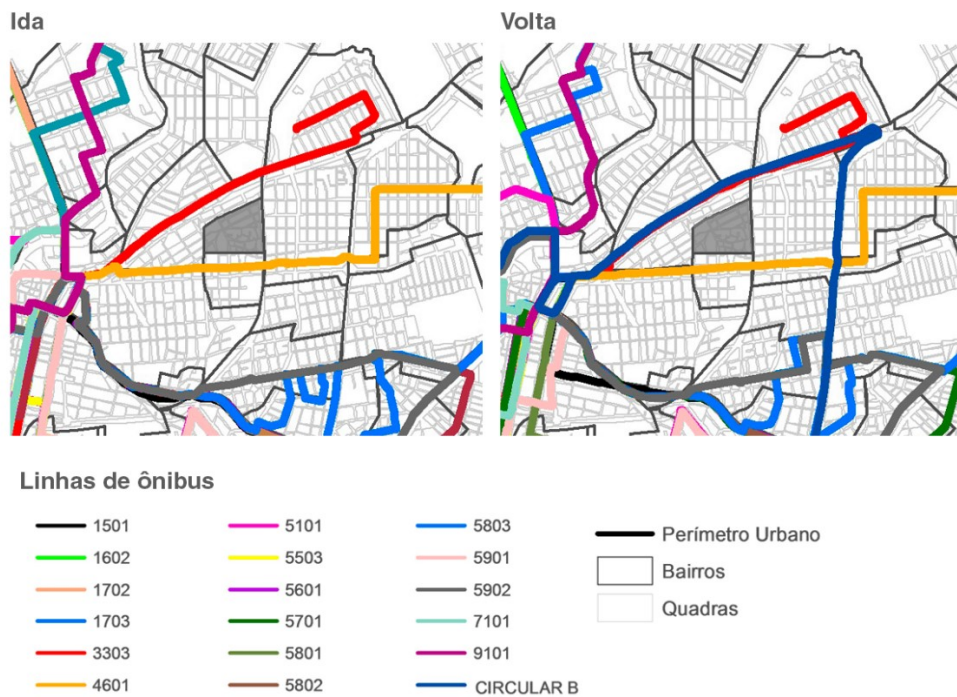 Ida
Volta
Linhas de ônibus
1501
1602
1702
1703
3303
4601
5101
5503
5601
5701
5801
5802
5803
5901
5902
7101
9101
CIRCULAR B
Perímetro Urbano
Bairros
Quadras